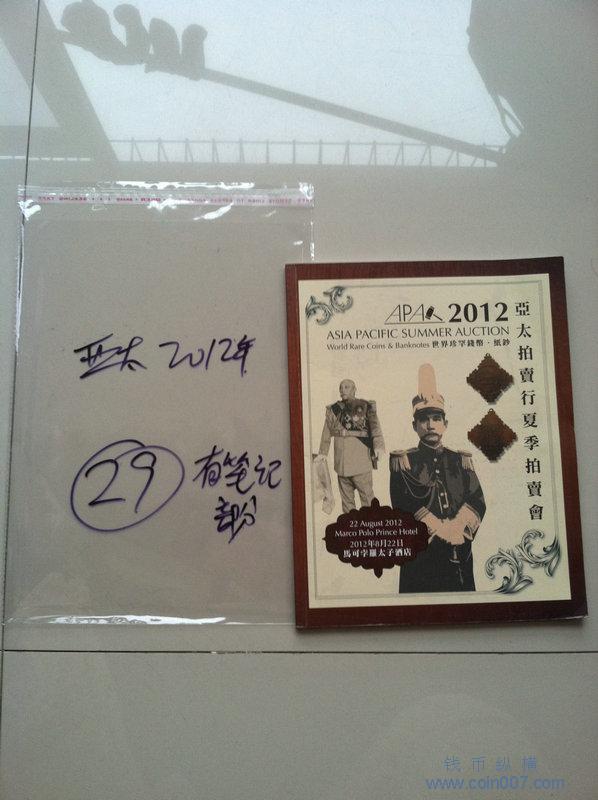 亚太 2012年
29
有笔记
部分
APA 2012
ASIA PACIFIC SUMMER AUCTION
World Rare Coins & Banknotes 世界珍罕錢幣·紙鈔
亞太拍賣行夏季拍賣會
22 August 2012
Marco Polo Prince Hotel
2012年8月22日
馬可孛羅太子酒店
钱币纵横
www.coin007.com